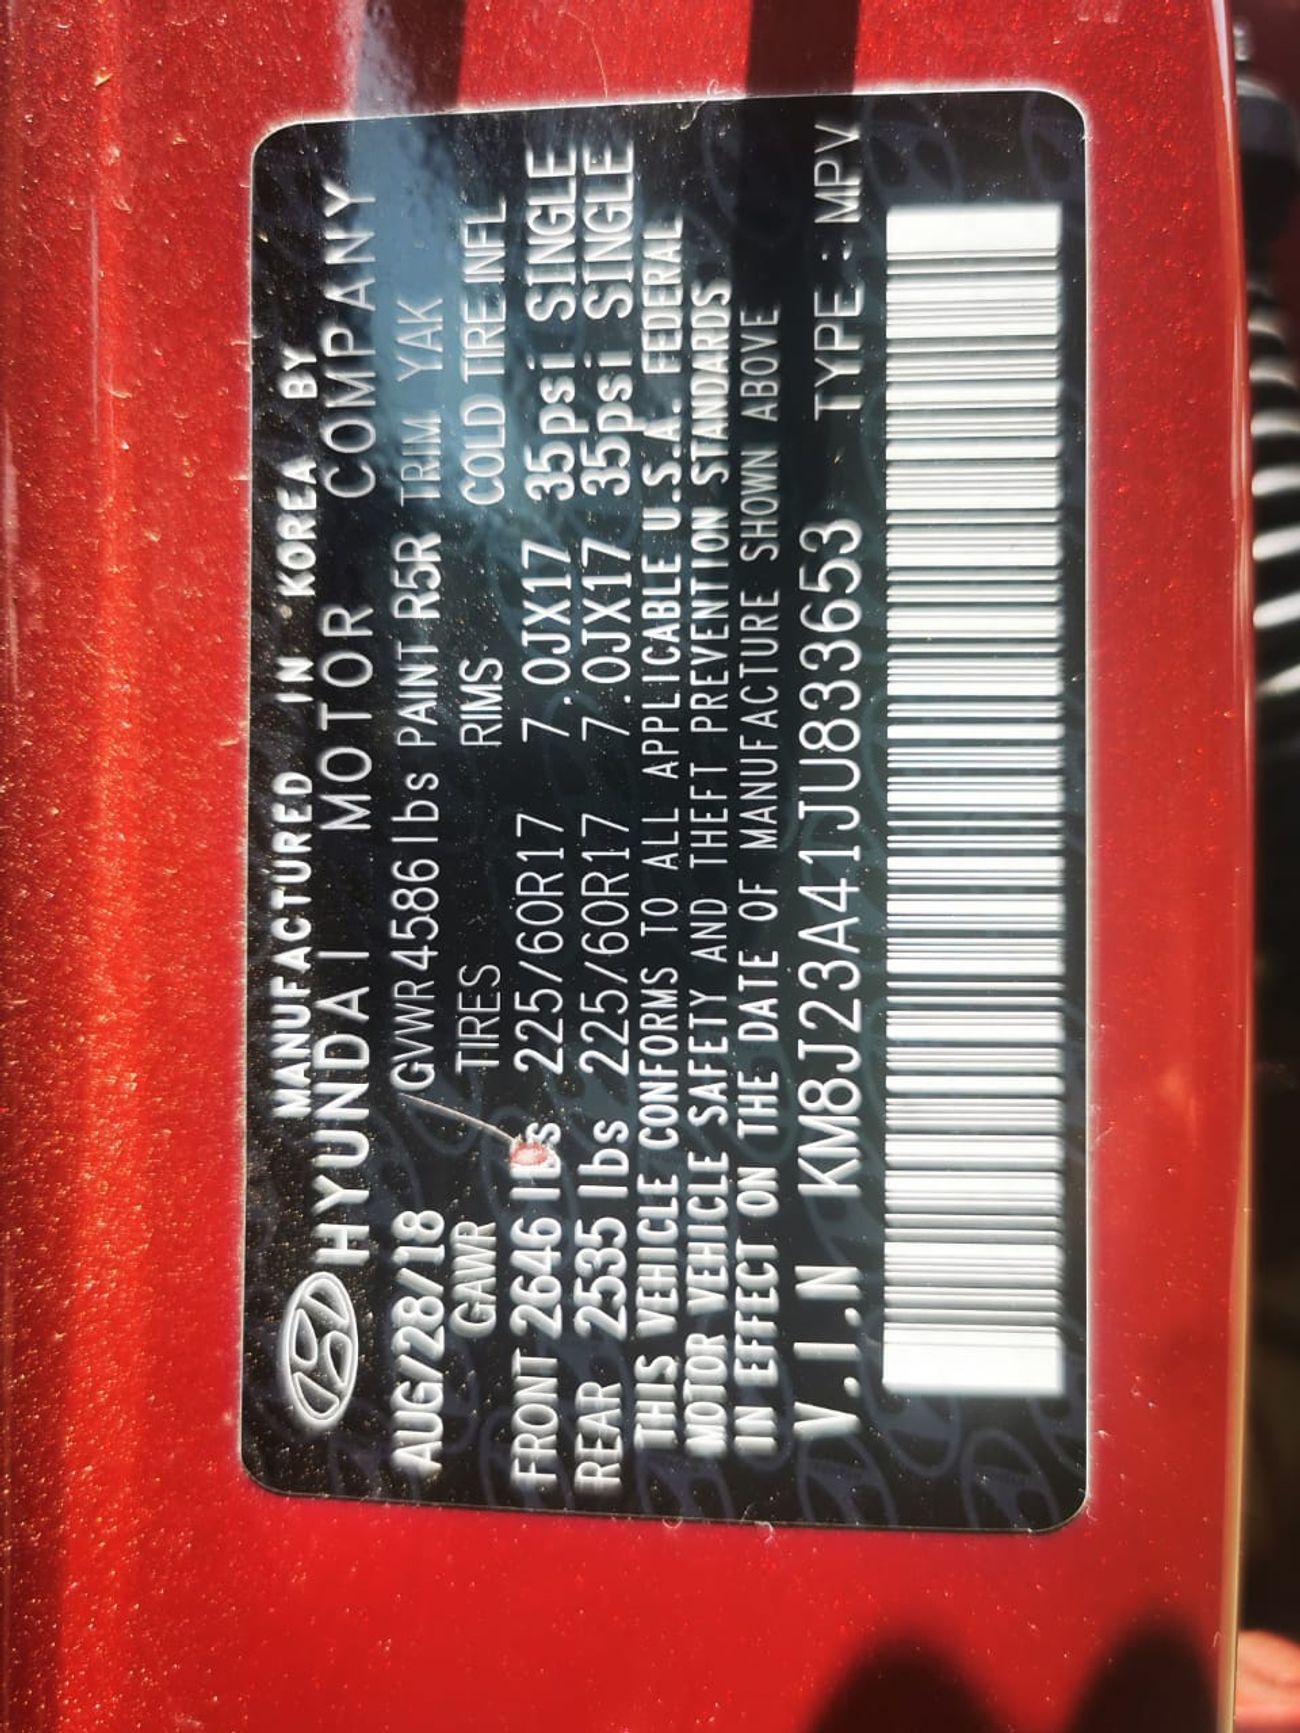 MANUFACTURED IN KOREA BY
HYUNDAI MOTOR COMPANY
AUG/28/18 GVWR 4586 lbs PAINT R5R TRIM YAK
GAWR TIRES RIMS COLD TIRE INFL
FRONT 2646 lbs 225/60R17 7.0JX17 35psi SINGLE
REAR 2535 lbs 225/60R17 7.0JX17 35psi SINGLE
THIS VEHICLE CONFORMS TO ALL APPLICABLE U.S.A. FEDERAL
MOTOR VEHICLE SAFETY AND THEFT PREVENTION STANDARDS
IN EFFECT ON THE DATE OF MANUFACTURE SHOWN ABOVE
V.I.N KM8J23A41JU833653 TYPE : MPV